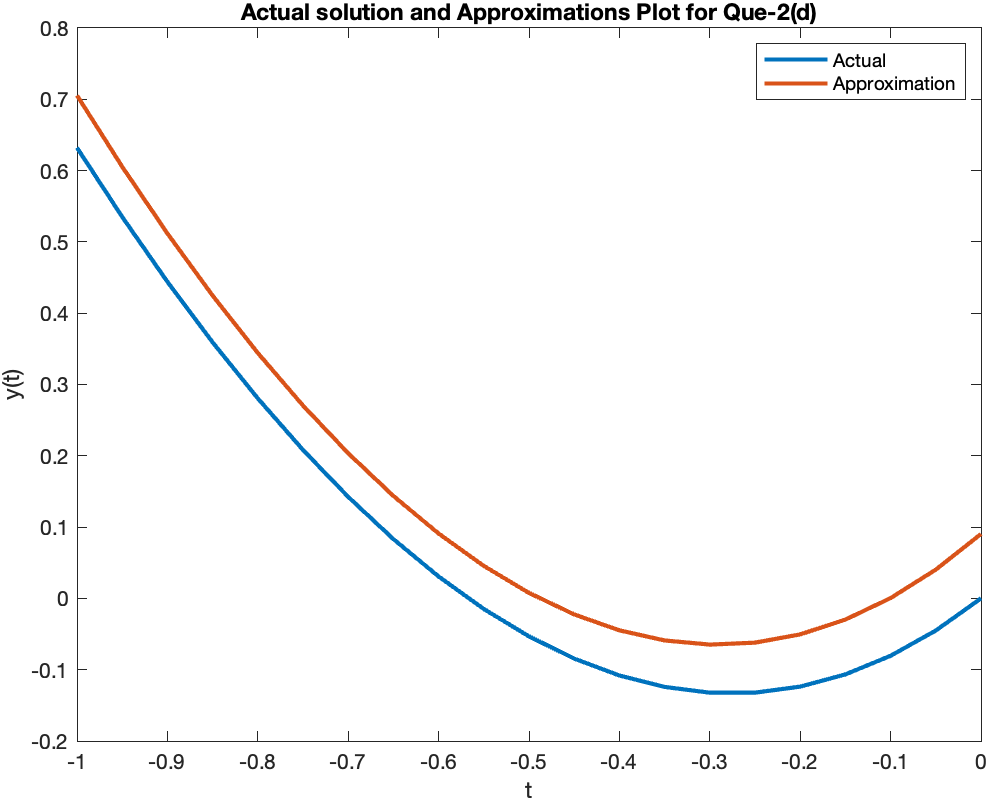 Actual solution and Approximations Plot for Que-2(d)
Actual
Approximation
0.8
0.7
0.6
0.5
0.4
0.3
0.2
0.1
0
-0.1
-0.2
y(t)
-1 -0.9 -0.8 -0.7 -0.6 -0.5 -0.4 -0.3 -0.2 -0.1 0
t